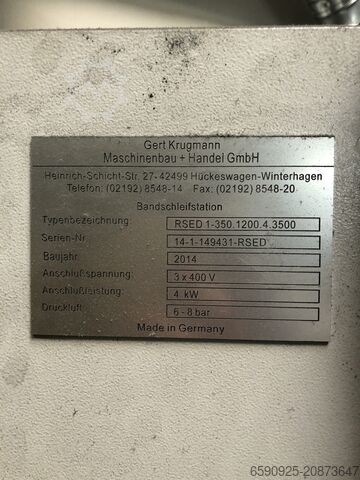 Gert Krugmann
Maschinenbau + Handel GmbH
Heinrich-Schicht-Str. 27- 42499 Hückeswagen-Winterhagen
Telefon: (02192) 8548-14 Fax: (02192) 8548-20
Bandschleifstation
Typenbezeichnung: RSED 1-350.1200.4.3500
Serien-Nr. 14-1-149431-RSED
Baujahr: 2014
Anschlußspannung: 3 x 400 V
Anschlußleistung: 4 kW
Druckluft: 6 - 8 bar
Made in Germany
6590925-20873647